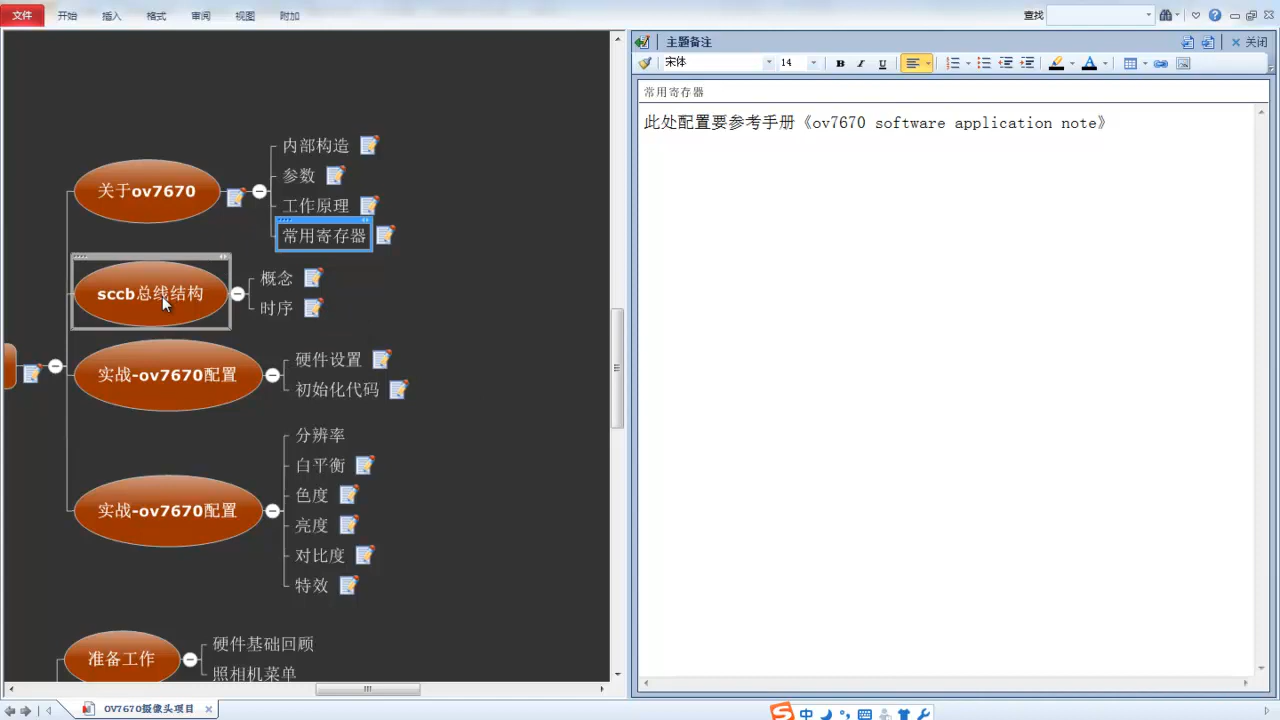 文件 开始 插入 格式 审阅 视图 附加 查找
主题备注 关闭
宋体 14 B I U A
常用寄存器
此处配置要参考手册《ov7670 software application note》
关于ov7670
内部构造
参数
工作原理
常用寄存器
sccb总线结构
概念
时序
实战-ov7670配置
硬件设置
初始化代码
实战-ov7670配置
分辨率
白平衡
色度
亮度
对比度
特效
准备工作
硬件基础回顾
照相机菜单
OV7670摄像头项目
中